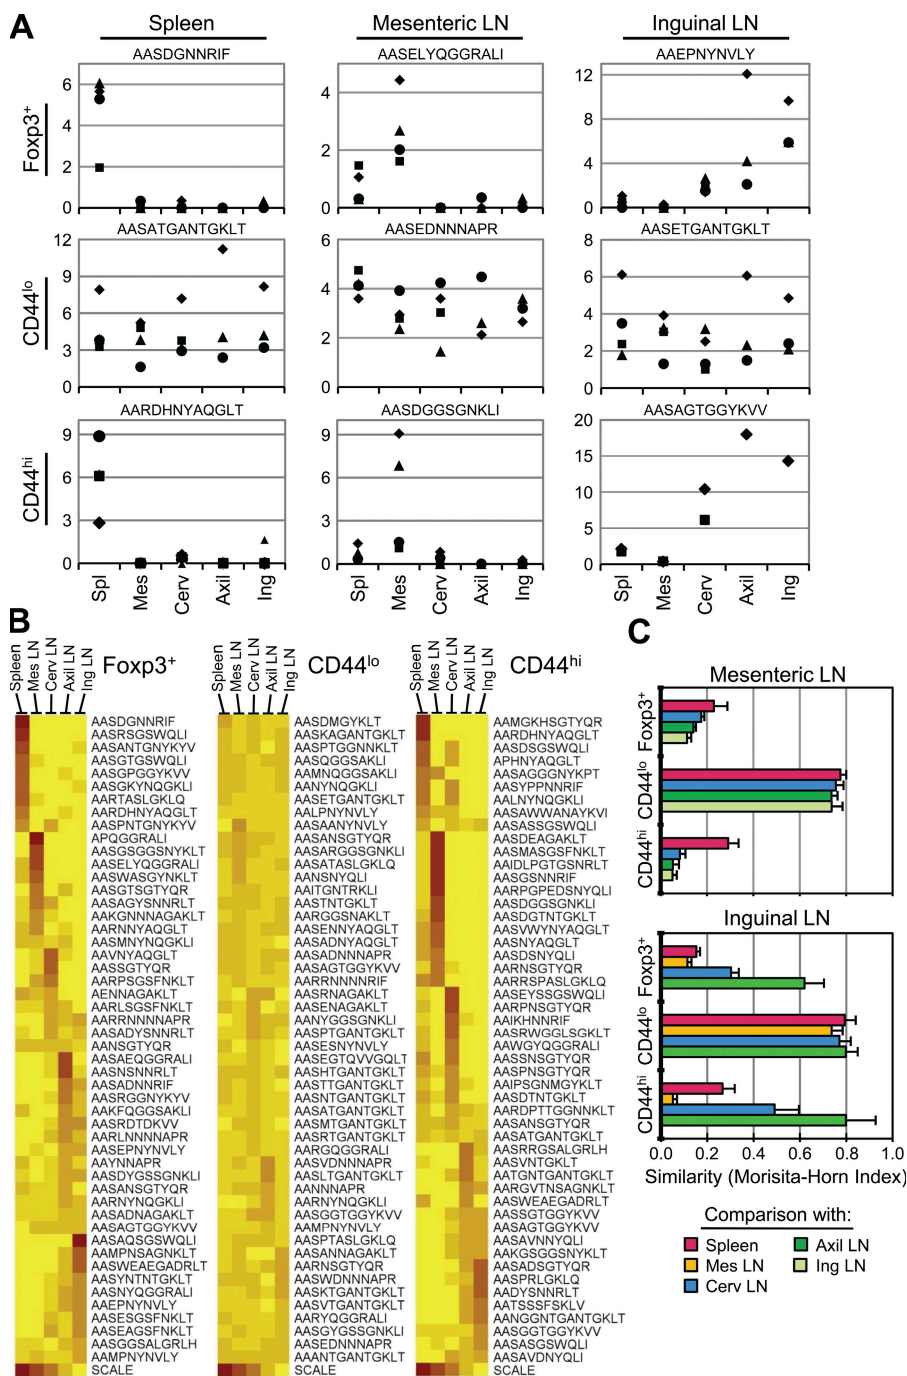 A
Spleen
Mesenteric LN
Inguinal LN
Foxp3+
AASDGNNRIF
6
4
2
0
AASELYQGGRALI
4
2
0
AAEPNYNVLY
12
8
4
0
CD44lo
AASATGANTGKLT
12
9
6
3
0
AASEDNNNAPR
6
4
2
0
AASETGANTGKLT
8
6
4
2
0
CD44hi
AARDHNYAQGLT
9
6
3
0
AASDGGSGNKLI
9
6
3
0
AASAGTGGYKVV
20
15
10
5
0
Spl Mes Cerv Axil Ing
Spl Mes Cerv Axil Ing
Spl Mes Cerv Axil Ing
B
Spleen
Mes LN
Cerv LN
Axil LN
Ing LN
Foxp3+
AASDGNNRIF
AASRSGSWQLI
AASANTGNYKYV
AASGTGSWQLI
AASGPGGYKVV
AASGKYNQGKLI
AARTASLGKLQ
AARDHNYAQGLT
AASPNTGNYKYV
APQGGRALI
AASGSGGSNYKLT
AASELYQGGRALI
AASWASGYNKLT
AASGTSGTYQR
AASAGYSNNRLT
AAKGNNNAGAKLT
AARNNYAQGLT
AASMNYNQGKLI
AAVNYAQGLT
AASSGTYQR
AARPSGSFNKLT
AENNAGAKLT
AARLSGSFNKLT
AARRNNNNAPR
AASADYSNNRLT
AANSGTYQR
AASAEQGGRALI
AASNSNNRLT
AASADNNRIF
AASRGGNYKYV
AAKFQGGSAKLI
AASRDTDKVV
AARLNNNNAPR
AASEPNYNVLY
AAYNNAPR
AASDYGSSGNKLI
AASANSGTYQR
AARNYNQGKLI
AASADNAGAKLT
AASAGTGGYKVV
AASAQSGSWQLI
AAMPNSAGNKLT
AASWEAEGADRLT
AASYNTNTGKLT
AASNYQGGRALI
AAEPNYNVLY
AASESGSFNKLT
AASEAGSFNKLT
AASGGSALGRLH
AAMPNYNVLY
SCALE
Spleen
Mes LN
Cerv LN
Axil LN
Ing LN
CD44lo
AASDMGYKLT
AASKAGANTGKLT
AASPTGGNNKLT
AASQGGSAKLI
AAMNQGGSAKLI
AANYNQGKLI
AASETGANTGKLT
AALPNYNVLY
AASAANYNVLY
AASANSGTYQR
AASARGGSGNKLI
AASATASLGKLQ
AANSNYQLI
AAITGNTRKLI
AASTNTGKLT
AARGGSNAKLT
AASENNYAQGLT
AASADNYAQGLT
AASADNNNAPR
AASAGTGGYKVV
AARRNNNNRIF
AASRNAGAKLT
AASENAGAKLT
AANYGGSGNKLI
AASPTGANTGKLT
AASESNYNVLY
AASEGTQVVGQLT
AASHTGANTGKLT
AASTTGANTGKLT
AASNTGANTGKLT
AASATGANTGKLT
AASMTGANTGKLT
AASRTGANTGKLT
AARGQGGRALI
AASVDNNNAPR
AASLTGANTGKLT
AANNNAPR
AARNYNQGKLI
AASGGTGGYKVV
AAMPNYNVLY
AASPTASLGKLQ
AASANNAGAKLT
AARNSGTYQR
AASWDNNNAPR
AASKTGANTGKLT
AASVTGANTGKLT
AARYQGGRALI
AASGYGSSGNKLI
AASEDNNNAPR
AAANTGANTGKLT
SCALE
Spleen
Mes LN
Cerv LN
Axil LN
Ing LN
CD44hi
AAMGKHSGTYQR
AARDHNYAQGLT
AASDSGSWQLI
APHNYAQGLT
AASAGGGNYKPT
AASYPPNNRIF
AALNYNQGKLI
AASAWWANAYKVI
AASASSGSWQLI
AASDEAGAKLT
AASMASGSFNKLT
AAIDLPGTGSNRLT
AASGSNNRIF
AARPGPEDSNYQLI
AASDGGSGNKLI
AASDGTNTGKLT
AASVWYNYAQGLT
AASNYAQGLT
AASDSNYQLI
AARNSGTYQR
AARRSPASLGKLQ
AASEYSSGSWQLI
AARPNSGTYQR
AAIKHNNRIF
AASRWGGLSGKLT
AAWGYQGGRALI
AASSNSGTYQR
AASPNSGTYQR
AAIPSGNMGYKLT
AASDTNTGKLT
AARDPTTGGNNKLT
AASANSGTYQR
AASATGANTGKLT
AASRRGSALGRLH
AASVNTGKLT
AATGNTGANTGKLT
AARGVTNSAGNKLT
AASWEAEGADRLT
AASSGTGGYKVV
AASAGTGGYKVV
AASAVNNYQLI
AAKGSGGSNYKLT
AASADSGTYQR
AASPRLGKLQ
AADYSNNRLT
AATSSSFSKLV
AANGGNTGANTGKLT
AASGGTGGYKVV
AASASGSWQLI
AASAVDNYQLI
SCALE
C
Mesenteric LN
Foxp3+
CD44lo
CD44hi
Inguinal LN
Foxp3+
CD44lo
CD44hi
0.0 0.2 0.4 0.6 0.8 1.0
Similarity (Morisita-Horn Index)
Comparison with:
Spleen
Mes LN
Cerv LN
Axil LN
Ing LN